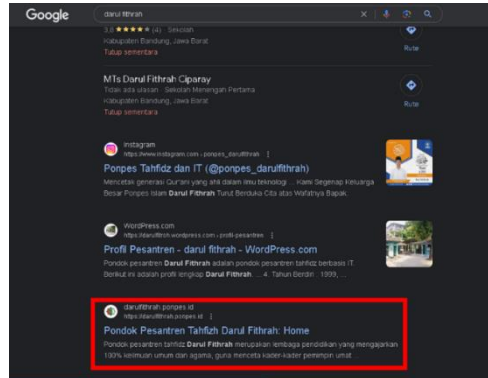 Google
darul fithrah
3,8 ★★★★★ (4) · Sekolah
Kabupaten Bandung, Jawa Barat
Tutup sementara
Rute
MTs Darul Fithrah Ciparay
Tidak ada ulasan · Sekolah Menengah Pertama
Kabupaten Bandung, Jawa Barat
Tutup sementara
Rute
Instagram
https://www.instagram.com › ponpes_darulfithrah
Ponpes Tahfidz dan IT (@ponpes_darulfithrah)
Mencetak generasi Qur'ani yang ahli dalam ilmu teknologi ... Kami Segenap Keluarga
Besar Ponpes Islam Darul Fithrah Turut Berduka Cita atas Wafatnya Bapak.
WordPress.com
https://darulfithrah.wordpress.com › profil-pesantren
Profil Pesantren - darul fithrah - WordPress.com
Pondok pesantren Darul Fithrah adalah pondok pesantren tahfidz berbasis IT.
Berikut ini adalah profil lengkap Darul Fithrah. ... 4. Tahun Berdiri : 1999, ...
darulfithrah.ponpes.id
https://darulfithrah.ponpes.id
Pondok Pesantren Tahfizh Darul Fithrah: Home
Pondok pesantren tahfidz Darul Fithrah merupakan lembaga pendidikan yang mengajarkan
100% keilmuan umum dan agama, guna menceta kader-kader pemimpin umat ...